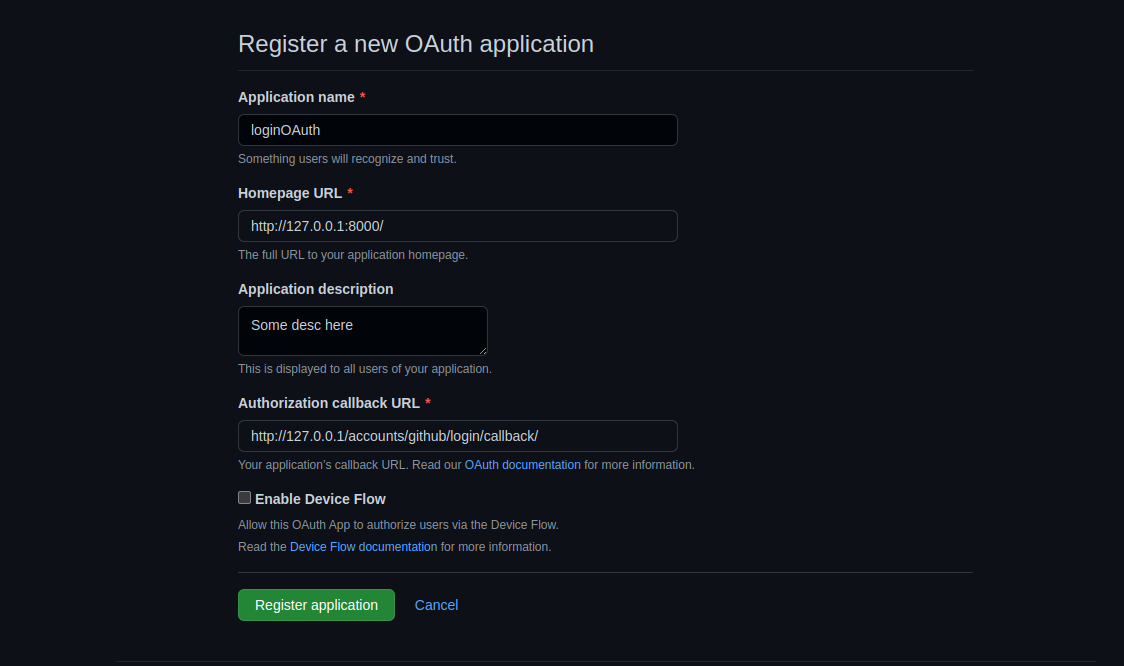 Register a new OAuth application
Application name *
loginOAuth
Something users will recognize and trust.
Homepage URL *
http://127.0.0.1:8000/
The full URL to your application homepage.
Application description
Some desc here
This is displayed to all users of your application.
Authorization callback URL *
http://127.0.0.1/accounts/github/login/callback/
Your application’s callback URL. Read our OAuth documentation for more information.
Enable Device Flow
Allow this OAuth App to authorize users via the Device Flow.
Read the Device Flow documentation for more information.
Register application Cancel